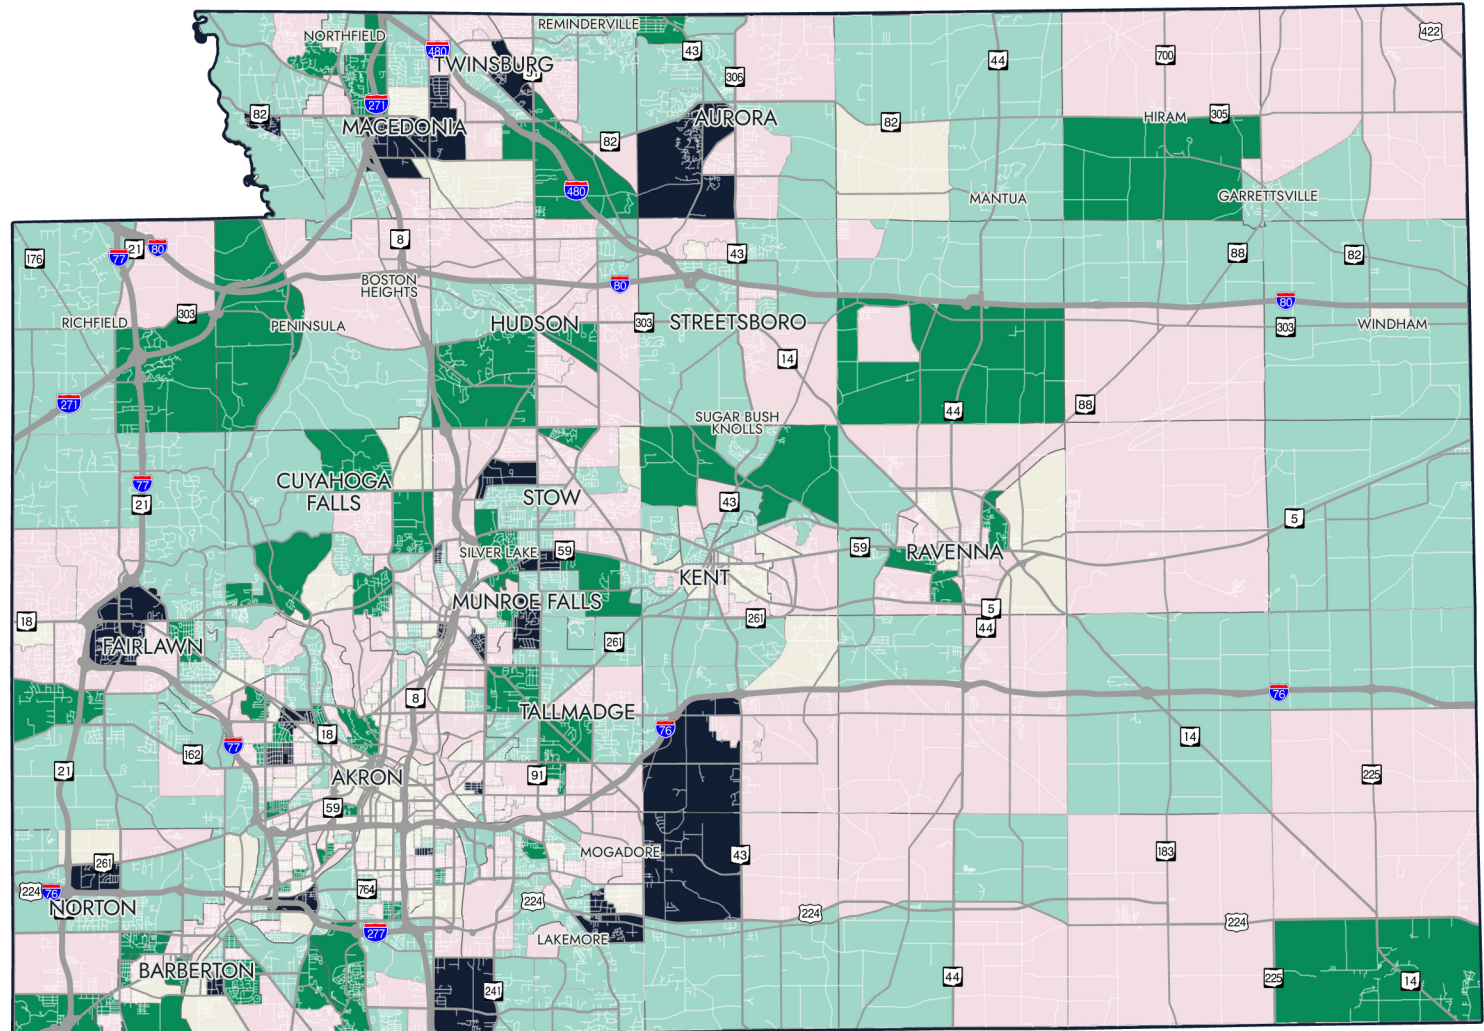 REMINDERVILLE
NORTHFIELD
422
480
43
44
700
TWINSBURG
306
271
82
MACEDONIA
AURORA
82
82
HIRAM
305
480
MANTUA
GARRETTSVILLE
176
77
21
80
8
43
88
82
BOSTON
HEIGHTS
80
80
303
RICHFIELD
PENINSULA
HUDSON
303
STREETSBORO
303
WINDHAM
14
271
44
88
SUGAR BUSH
KNOLLS
CUYAHOGA
FALLS
77
21
STOW
43
5
SILVER LAKE
59
59
RAVENNA
KENT
MUNROE FALLS
18
261
5
44
FAIRLAWN
261
8
76
TALLMADGE
18
76
77
162
14
21
AKRON
91
225
59
MOGADORE
43
183
261
224
76
764
NORTON
224
224
224
277
LAKEMORE
BARBERTON
241
44
225
14